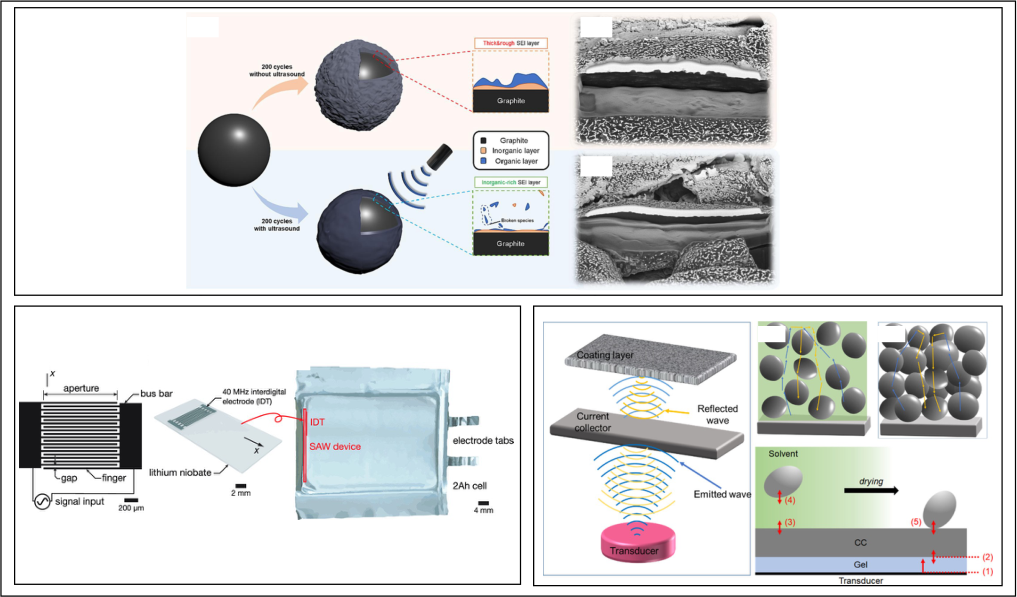 Thick&rough SEI layer
200 cycles
without ultrasound
Graphite
Graphite
Inorganic layer
Organic layer
Inorganic-rich SEI layer
Broken species
200 cycles
with ultrasound
Graphite
x
aperture
bus bar
40 MHz interdigital
electrode (IDT)
IDT
SAW device
electrode tabs
x
lithium niobate
gap
finger
2Ah cell
signal input
2 mm
200 µm
4 mm
Coating layer
Reflected
wave
Current
collector
Emitted wave
Transducer
Solvent
drying
(4)
(3)
(5)
CC
(2)
Gel
(1)
Transducer